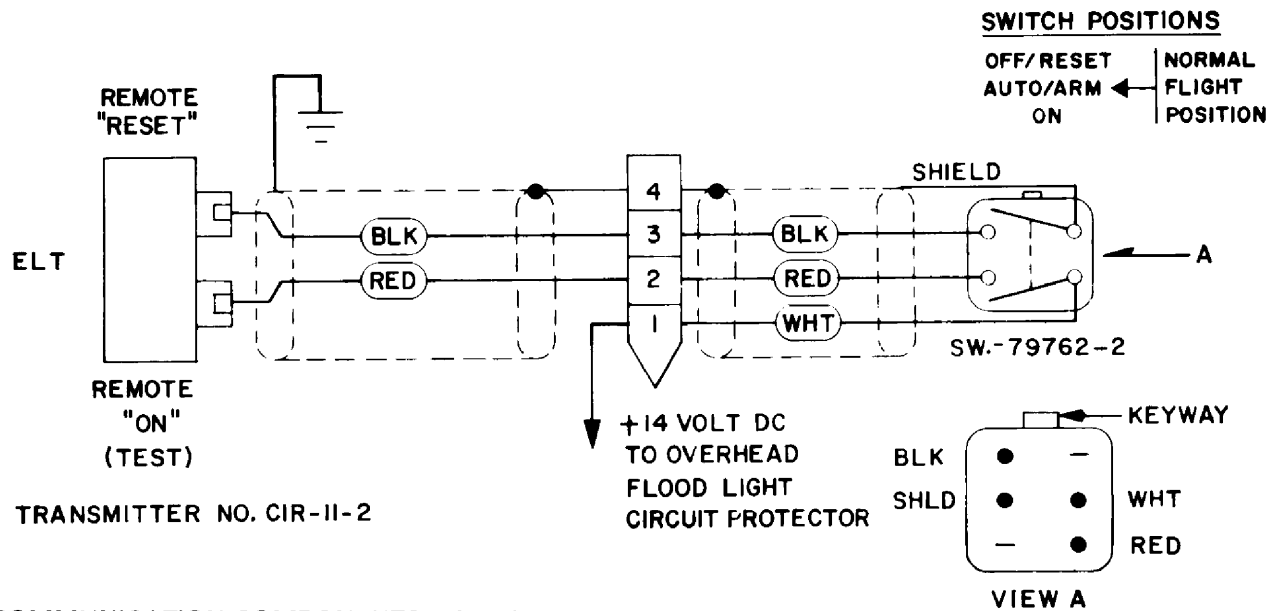 SWITCH POSITIONS
OFF/RESET
AUTO/ARM
ON
NORMAL
FLIGHT
POSITION
REMOTE
"RESET"
ELT
REMOTE
"ON"
(TEST)
TRANSMITTER NO. CIR-11-2
BLK
RED
4
3
2
1
BLK
RED
WHT
SHIELD
A
SW.-79762-2
+14 VOLT DC
TO OVERHEAD
FLOOD LIGHT
CIRCUIT PROTECTOR
KEYWAY
BLK –
SHLD WHT
– RED
VIEW A